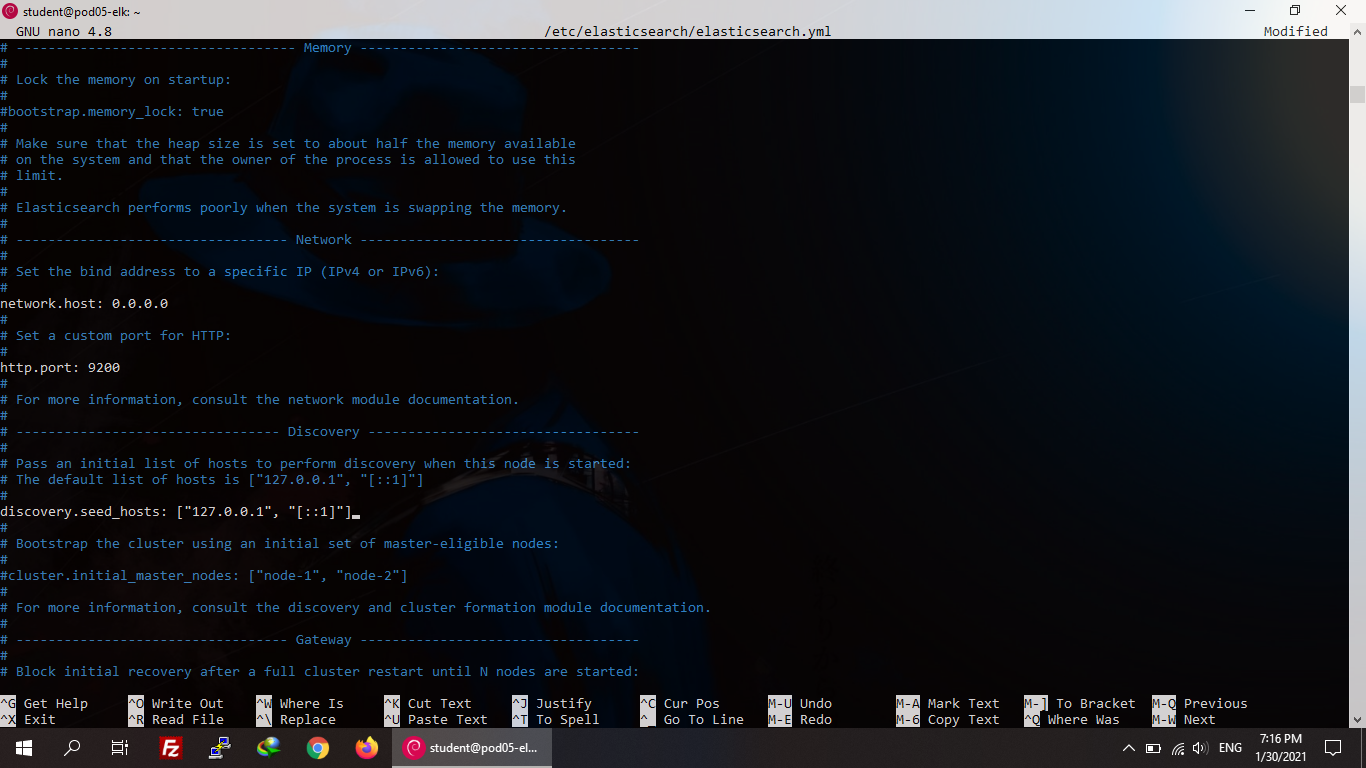 student@pod05-elk: ~
GNU nano 4.8 /etc/elasticsearch/elasticsearch.yml Modified
# ----------------------------------- Memory -----------------------------------
#
# Lock the memory on startup:
#
#bootstrap.memory_lock: true
#
# Make sure that the heap size is set to about half the memory available
# on the system and that the owner of the process is allowed to use this
# limit.
#
# Elasticsearch performs poorly when the system is swapping the memory.
#
# ---------------------------------- Network -----------------------------------
#
# Set the bind address to a specific IP (IPv4 or IPv6):
#
network.host: 0.0.0.0
#
# Set a custom port for HTTP:
#
http.port: 9200
#
# For more information, consult the network module documentation.
#
# --------------------------------- Discovery ----------------------------------
#
# Pass an initial list of hosts to perform discovery when this node is started:
# The default list of hosts is ["127.0.0.1", "[::1]"]
#
discovery.seed_hosts: ["127.0.0.1", "[::1]"]
#
# Bootstrap the cluster using an initial set of master-eligible nodes:
#
#cluster.initial_master_nodes: ["node-1", "node-2"]
#
# For more information, consult the discovery and cluster formation module documentation.
#
# ---------------------------------- Gateway -----------------------------------
#
# Block initial recovery after a full cluster restart until N nodes are started:
^G Get Help ^O Write Out ^W Where Is ^K Cut Text ^J Justify ^C Cur Pos M-U Undo M-A Mark Text M-] To Bracket M-Q Previous
^X Exit ^R Read File ^\ Replace ^U Paste Text ^T To Spell ^_ Go To Line M-E Redo M-6 Copy Text ^Q Where Was M-W Next
student@pod05-el... ENG 7:16 PM
1/30/2021